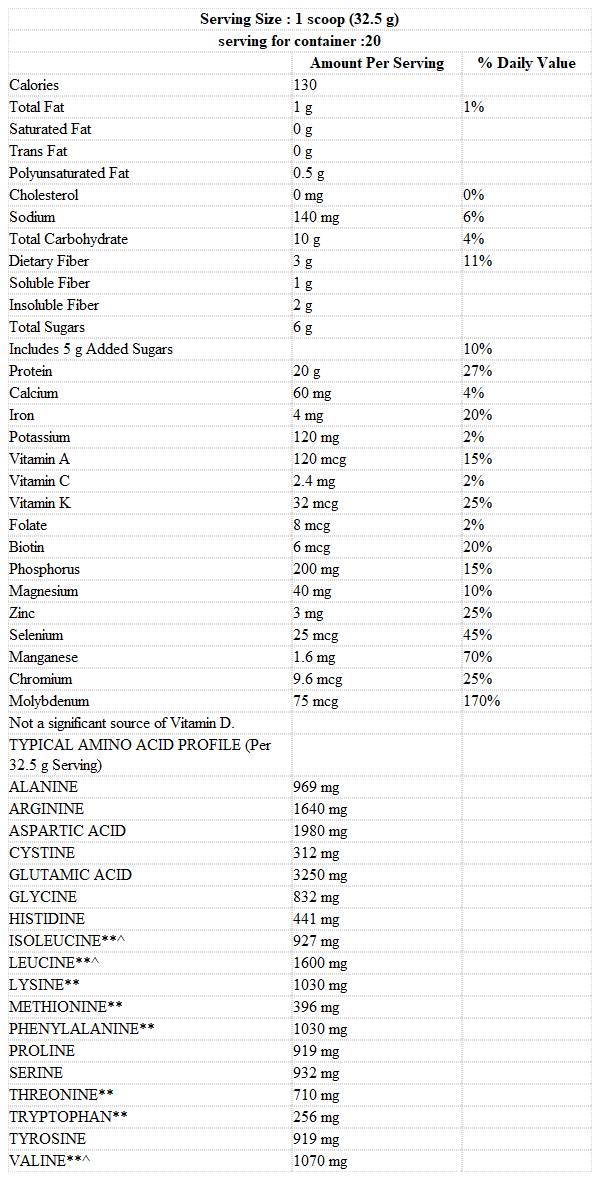 Serving Size : 1 scoop (32.5 g)
serving for container :20
Amount Per Serving % Daily Value
Calories 130
Total Fat 1 g 1%
Saturated Fat 0 g
Trans Fat 0 g
Polyunsaturated Fat 0.5 g
Cholesterol 0 mg 0%
Sodium 140 mg 6%
Total Carbohydrate 10 g 4%
Dietary Fiber 3 g 11%
Soluble Fiber 1 g
Insoluble Fiber 2 g
Total Sugars 6 g
Includes 5 g Added Sugars 10%
Protein 20 g 27%
Calcium 60 mg 4%
Iron 4 mg 20%
Potassium 120 mg 2%
Vitamin A 120 mcg 15%
Vitamin C 2.4 mg 2%
Vitamin K 32 mcg 25%
Folate 8 mcg 2%
Biotin 6 mcg 20%
Phosphorus 200 mg 15%
Magnesium 40 mg 10%
Zinc 3 mg 25%
Selenium 25 mcg 45%
Manganese 1.6 mg 70%
Chromium 9.6 mcg 25%
Molybdenum 75 mcg 170%
Not a significant source of Vitamin D.
TYPICAL AMINO ACID PROFILE (Per
32.5 g Serving)
ALANINE 969 mg
ARGININE 1640 mg
ASPARTIC ACID 1980 mg
CYSTINE 312 mg
GLUTAMIC ACID 3250 mg
GLYCINE 832 mg
HISTIDINE 441 mg
ISOLEUCINE**^ 927 mg
LEUCINE**^ 1600 mg
LYSINE** 1030 mg
METHIONINE** 396 mg
PHENYLALANINE** 1030 mg
PROLINE 919 mg
SERINE 932 mg
THREONINE** 710 mg
TRYPTOPHAN** 256 mg
TYROSINE 919 mg
VALINE**^ 1070 mg